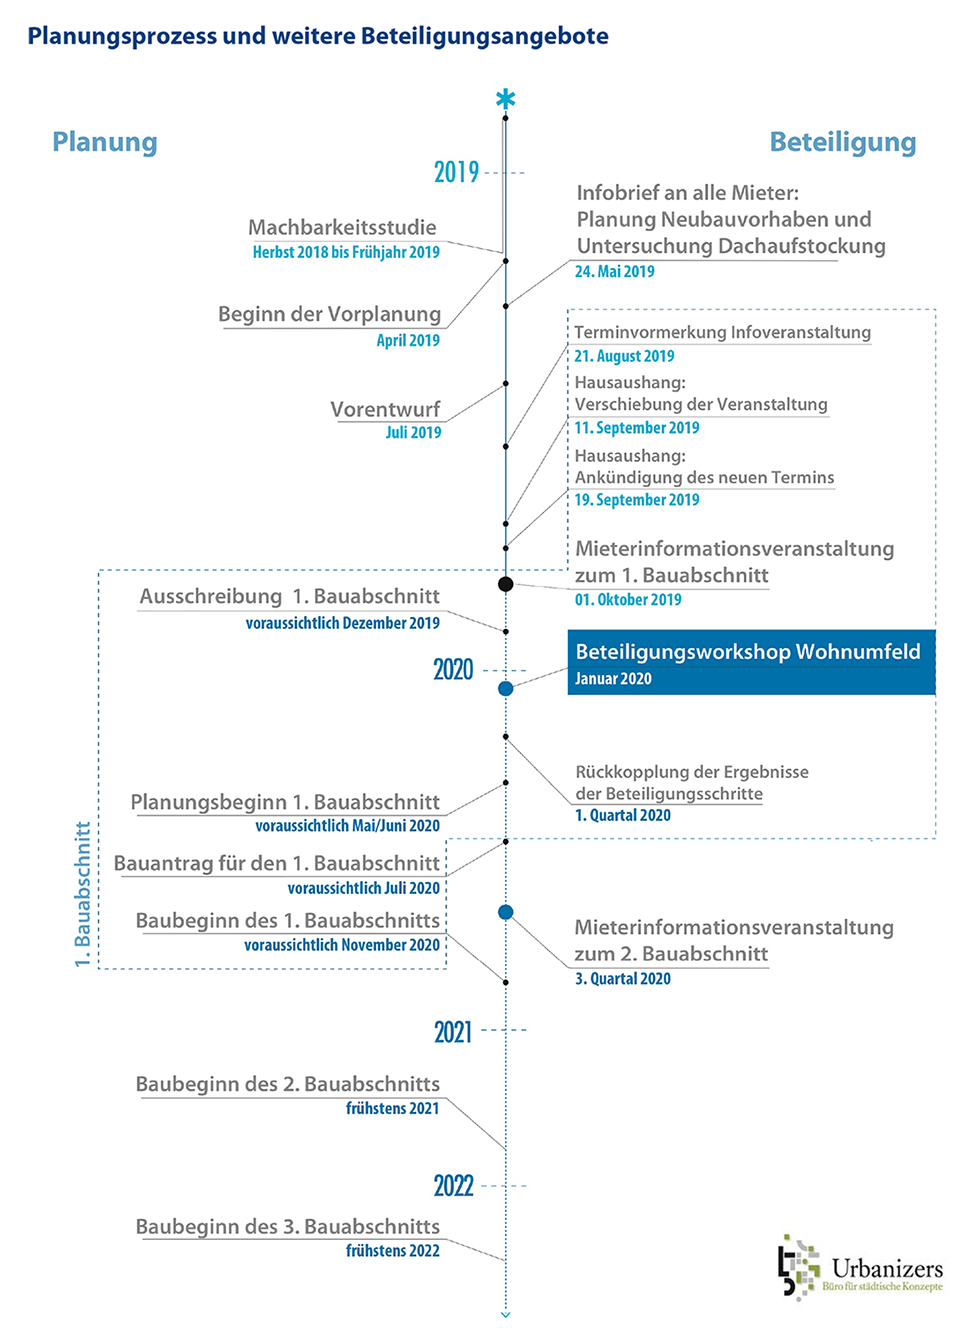 Planungsprozess und weitere Beteiligungsangebote
Planung
Beteiligung
2019
Machbarkeitsstudie
Herbst 2018 bis Frühjahr 2019
Infobrief an alle Mieter:
Planung Neubauvorhaben und
Untersuchung Dachaufstockung
24. Mai 2019
Beginn der Vorplanung
April 2019
Terminvormerkung Infoveranstaltung
21. August 2019
Vorentwurf
Juli 2019
Hausaushang:
Verschiebung der Veranstaltung
11. September 2019
Hausaushang:
Ankündigung des neuen Termins
19. September 2019
Mieterinformationsveranstaltung
zum 1. Bauabschnitt
01. Oktober 2019
Ausschreibung 1. Bauabschnitt
voraussichtlich Dezember 2019
2020
Beteiligungsworkshop Wohnumfeld
Januar 2020
Rückkopplung der Ergebnisse
der Beteiligungsschritte
1. Quartal 2020
Planungsbeginn 1. Bauabschnitt
voraussichtlich Mai/Juni 2020
1. Bauabschnitt
Bauantrag für den 1. Bauabschnitt
voraussichtlich Juli 2020
Baubeginn des 1. Bauabschnitts
voraussichtlich November 2020
Mieterinformationsveranstaltung
zum 2. Bauabschnitt
3. Quartal 2020
2021
Baubeginn des 2. Bauabschnitts
frühstens 2021
2022
Baubeginn des 3. Bauabschnitts
frühstens 2022
Urbanizers
Büro für städtische Konzepte